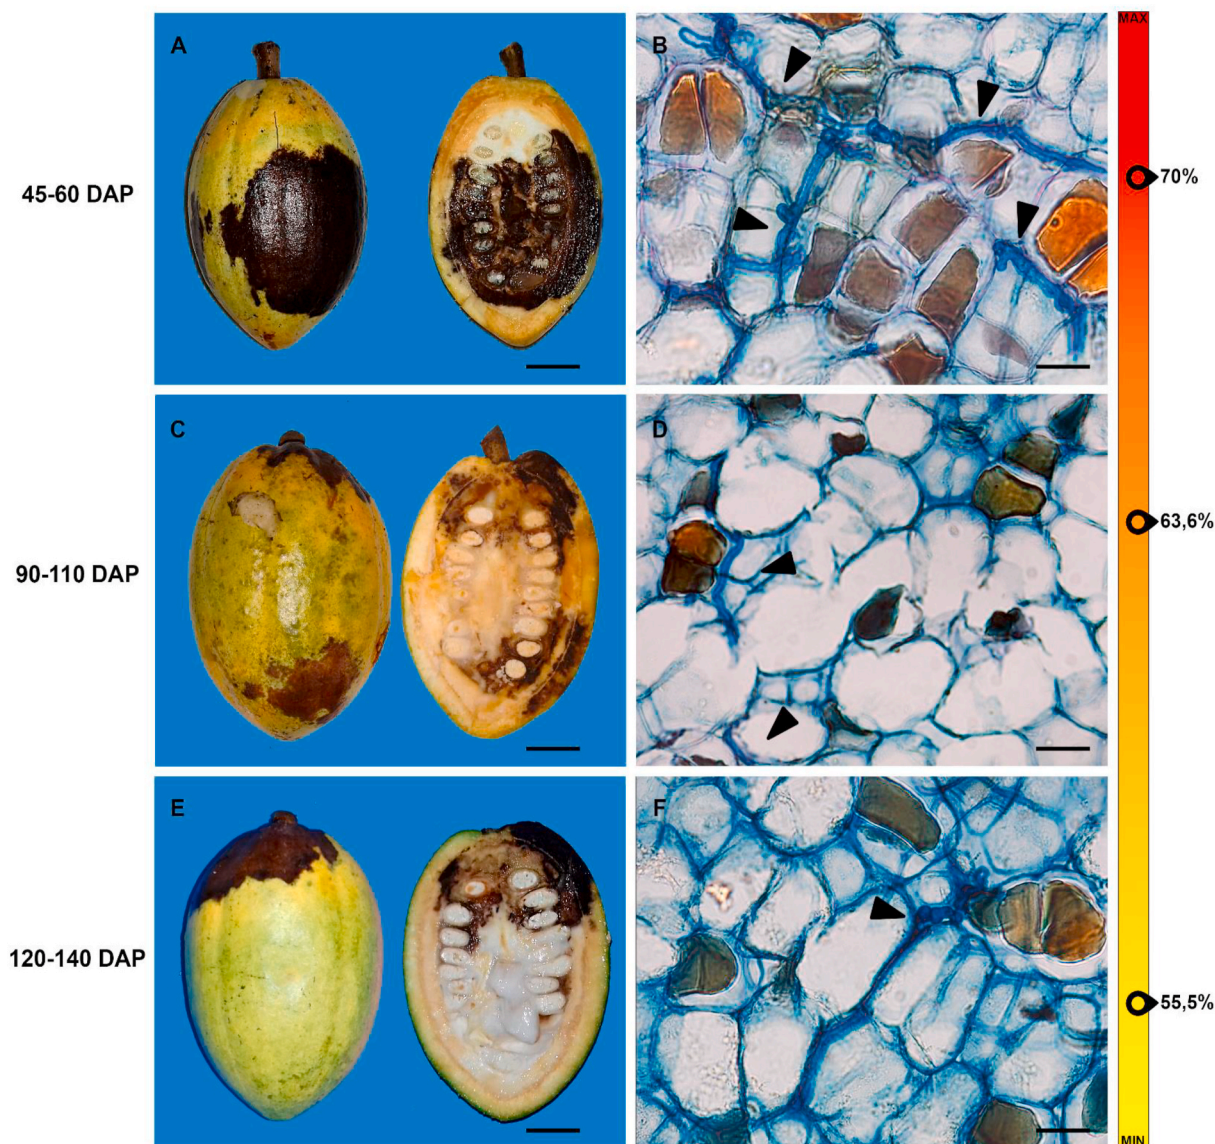 A
B
MAX
45-60 DAP
70%
C
D
90-110 DAP
63,6%
E
F
120-140 DAP
55,5%
MIN